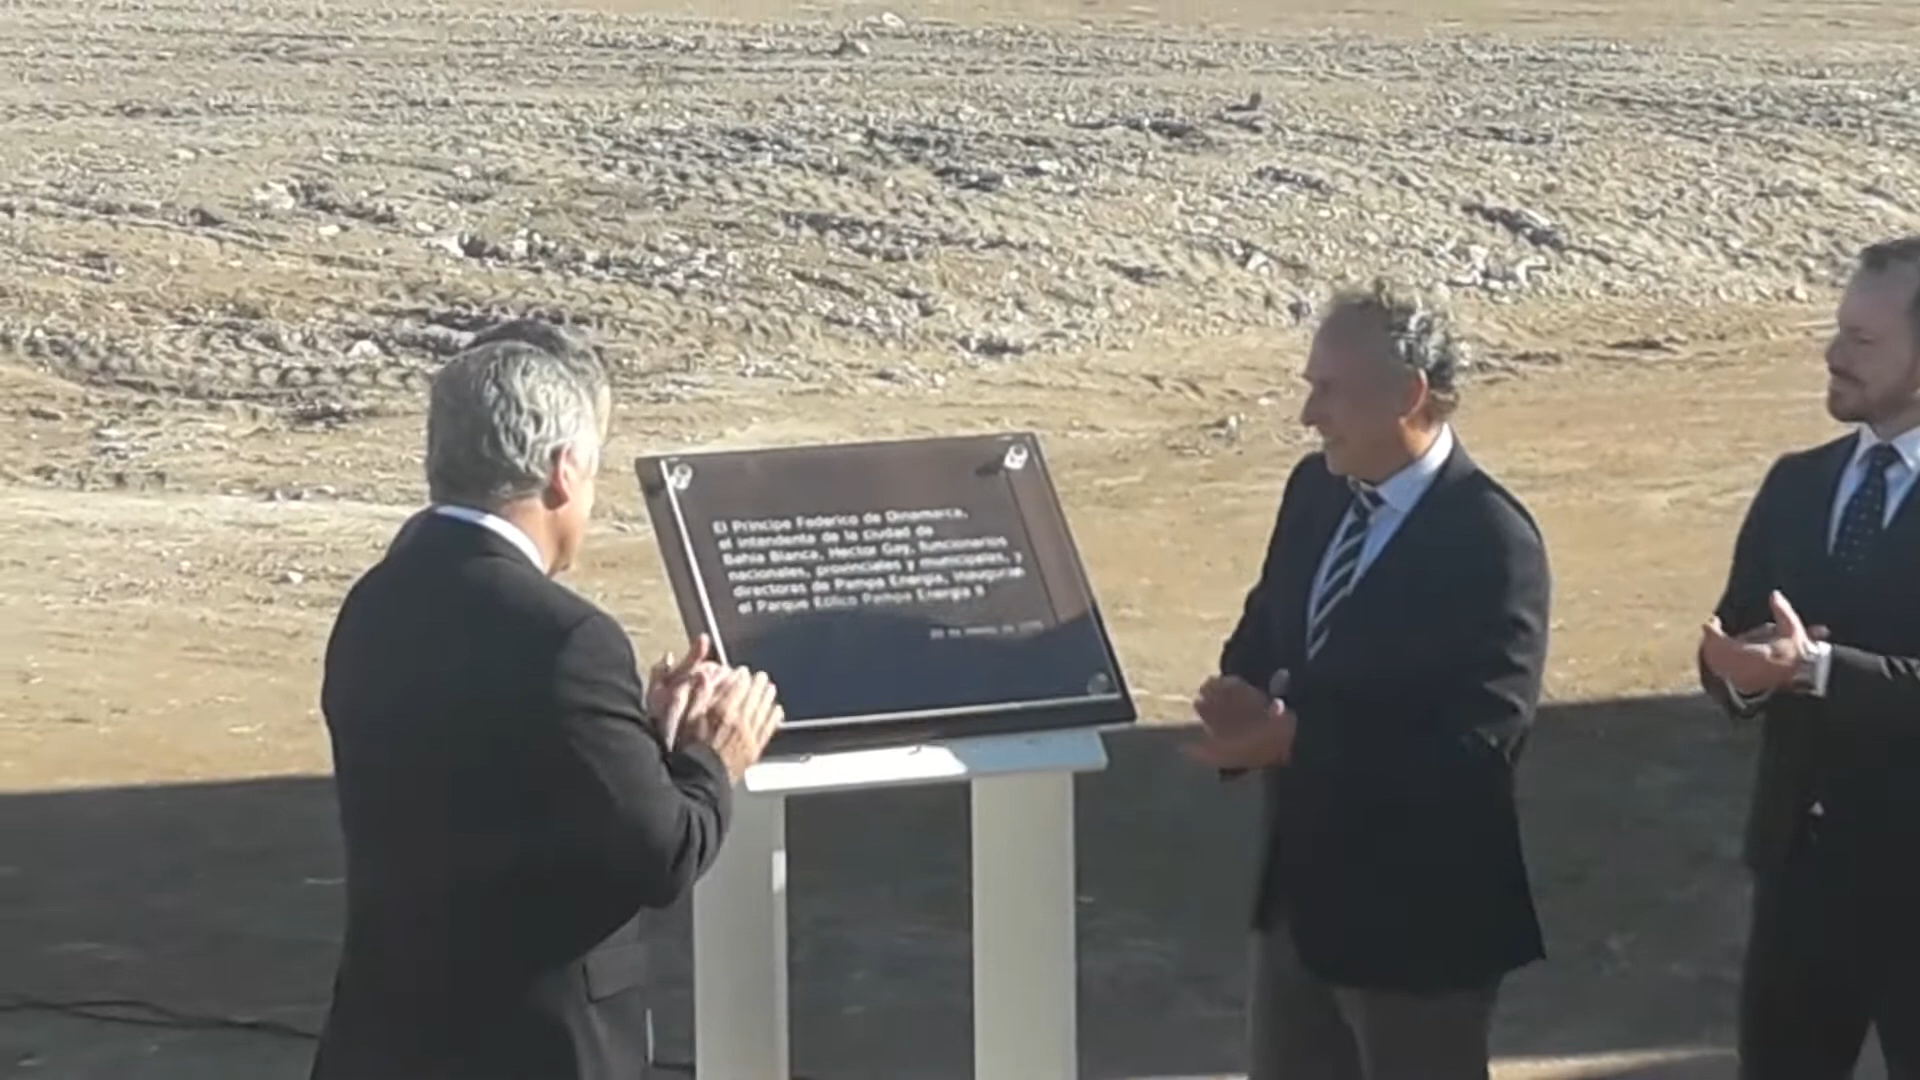 El Principe Federico de Dinamarca,
el intendente de la ciudad de
Bahía Blanca, Hector Gay, funcionarios
nacionales, provinciales y municipales, y
directores de Pampa Energía, inauguran
el Parque Eólico Pampa Energía II